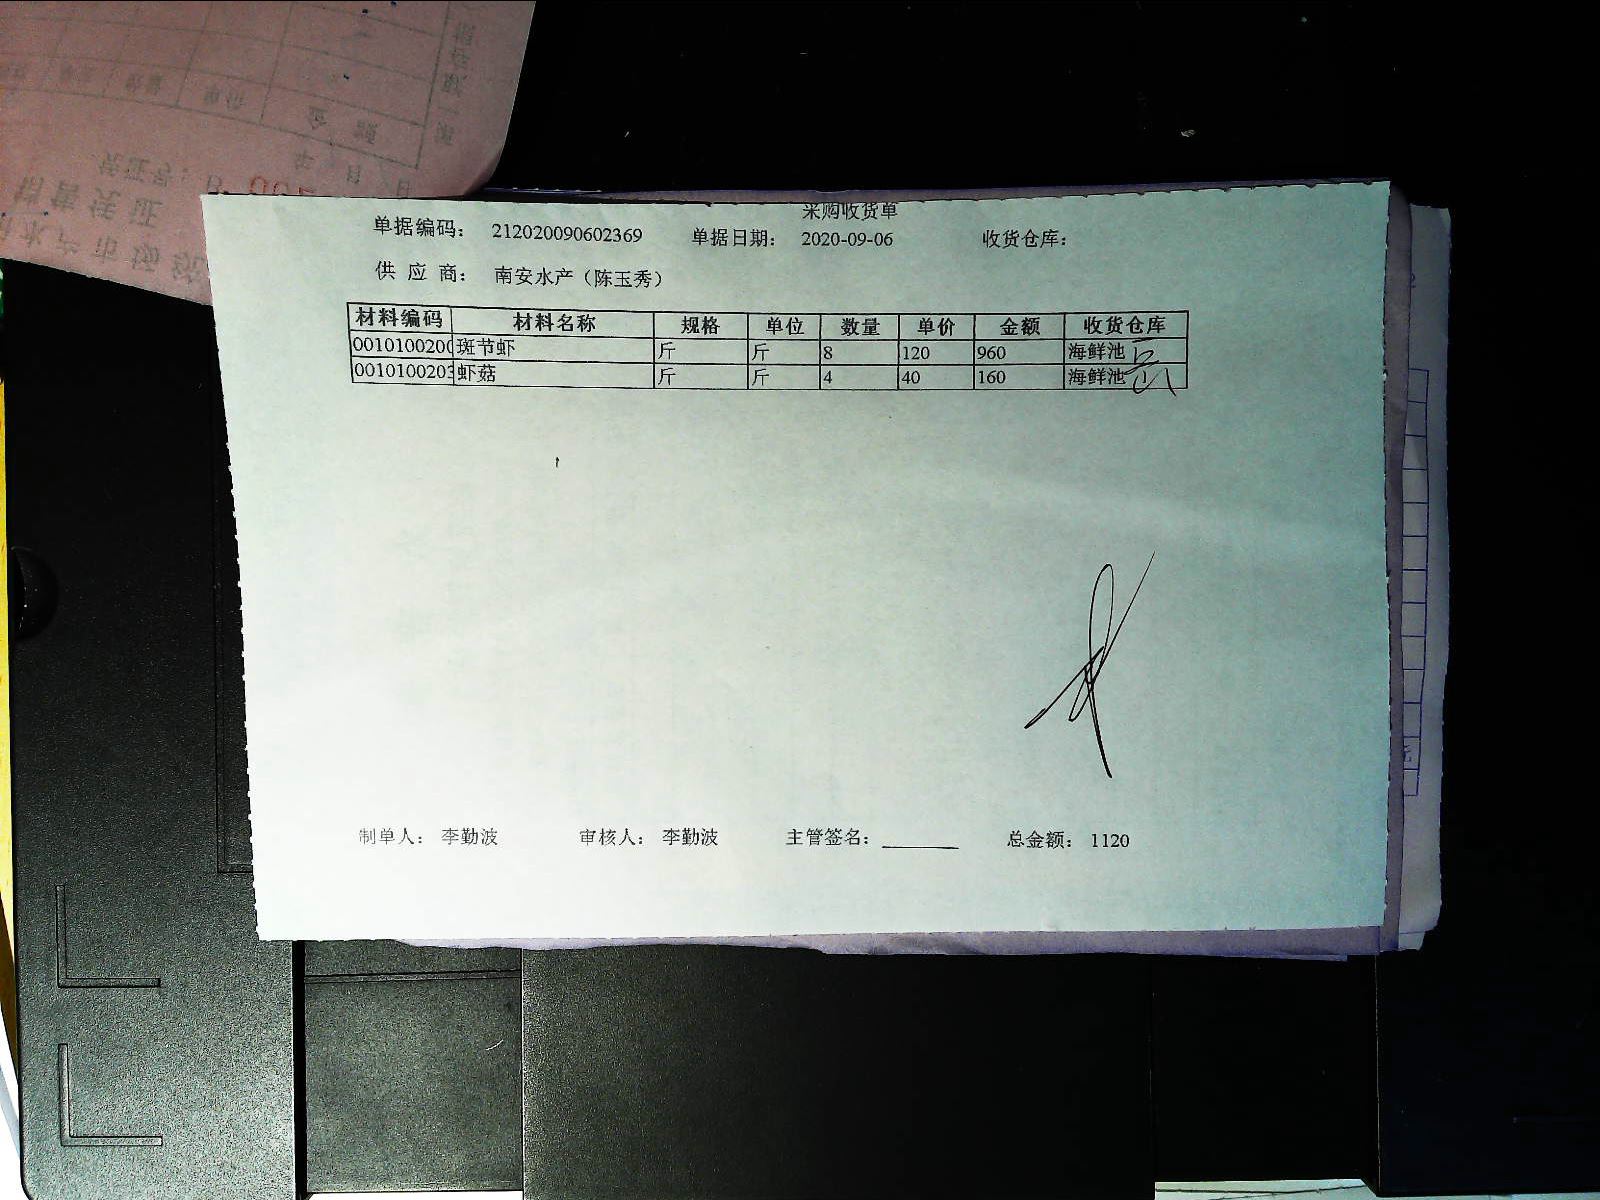 采购收货单
单据编码： 212020090602369 单据日期： 2020-09-06 收货仓库：
供 应 商： 南安水产（陈玉秀）
材料编码 材料名称 规格 单位 数量 单价 金额 收货仓库
0010100200 斑节虾 斤 斤 8 120 960 海鲜池
0010100203 虾菇 斤 斤 4 40 160 海鲜池
制单人： 李勤波 审核人： 李勤波 主管签名： 总金额： 1120